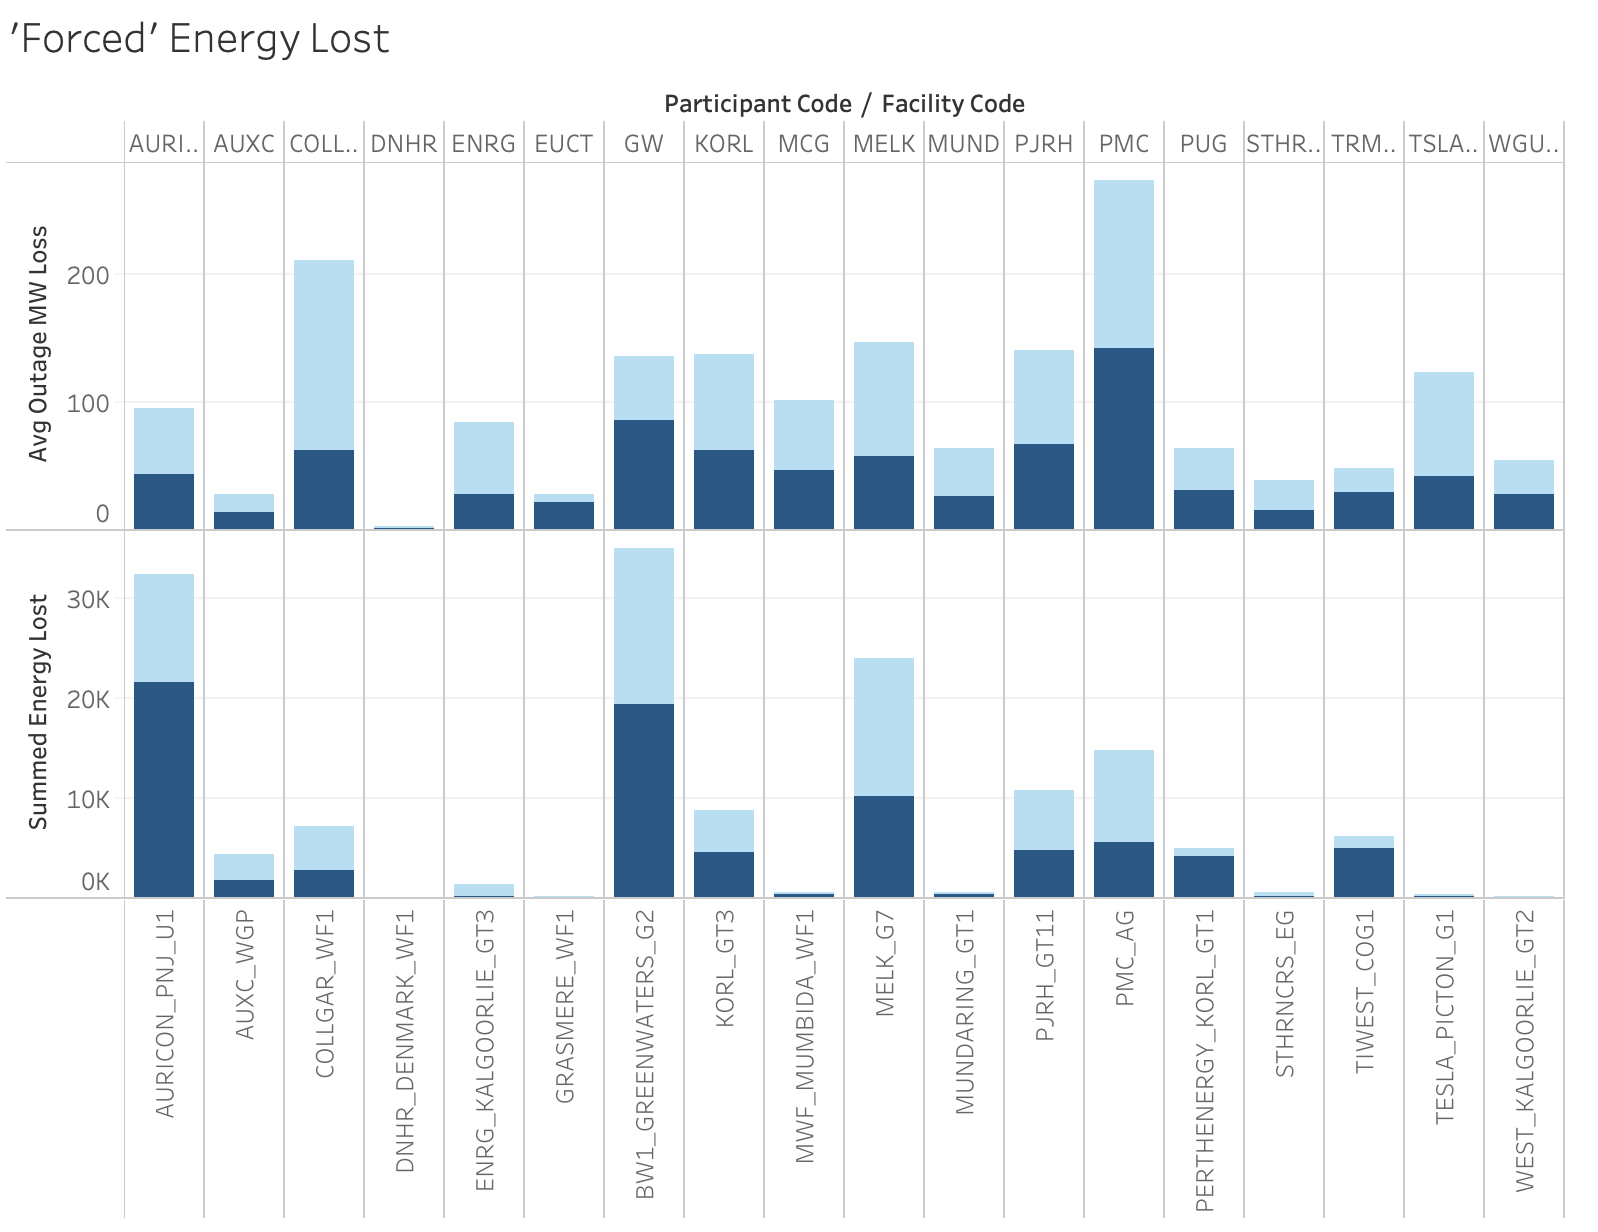 'Forced' Energy Lost
Participant Code / Facility Code
AURI.. AUXC COLL.. DNHR ENRG EUCT GW KORL MCG MELK MUND PJRH PMC PUG STHR.. TRM.. TSLA.. WGU..
Avg Outage MW Loss
200
100
0
Summed Energy Lost
30K
20K
10K
0K
AURICON_PNJ_U1
AUXC_WGP
COLLGAR_WF1
DNHR_DENMARK_WF1
ENRG_KALGOORLIE_GT3
GRASMERE_WF1
BW1_GREENWATERS_G2
KORL_GT3
MWF_MUMBIDA_WF1
MELK_G7
MUNDARING_GT1
PJRH_GT11
PMC_AG
PERTHENERGY_KORL_GT1
STHRNCRS_EG
TIWEST_COG1
TESLA_PICTON_G1
WEST_KALGOORLIE_GT2